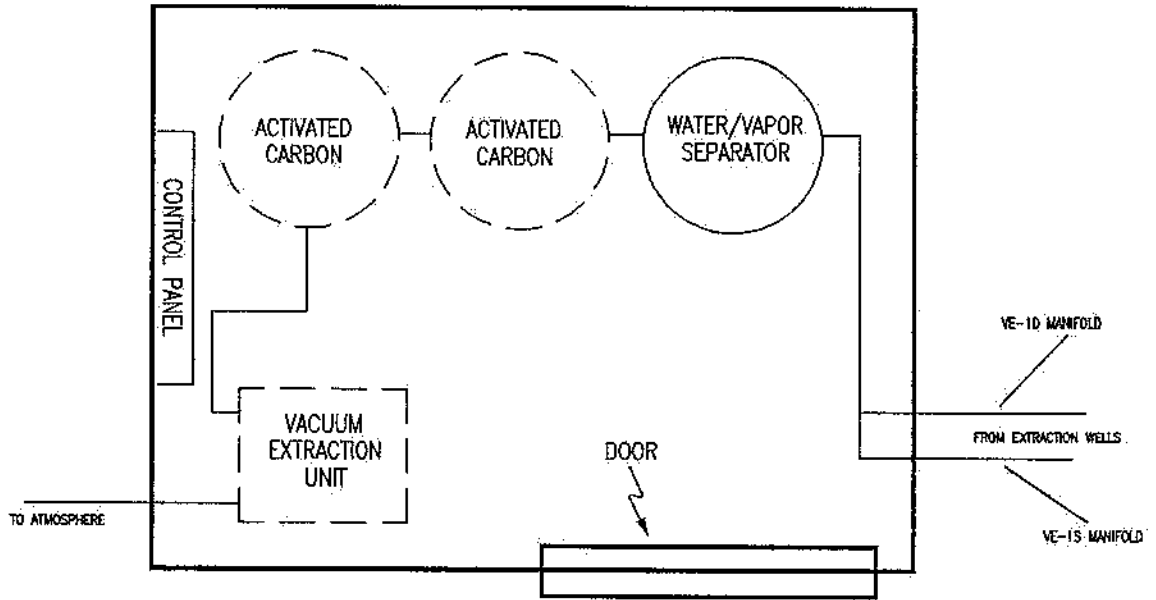 ACTIVATED
CARBON
ACTIVATED
CARBON
WATER/VAPOR
SEPARATOR
CONTROL PANEL
VE-1D MANIFOLD
FROM EXTRACTION WELLS
VE-1S MANIFOLD
VACUUM
EXTRACTION
UNIT
DOOR
TO ATMOSPHERE